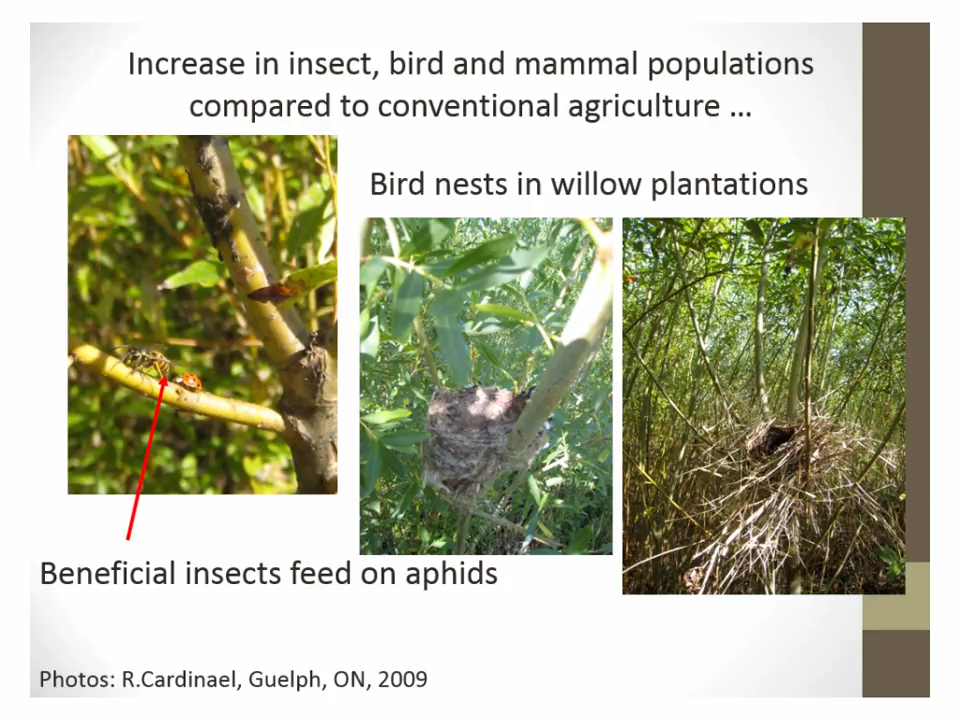 Increase in insect, bird and mammal populations
compared to conventional agriculture …
Bird nests in willow plantations
Beneficial insects feed on aphids
Photos: R.Cardinael, Guelph, ON, 2009